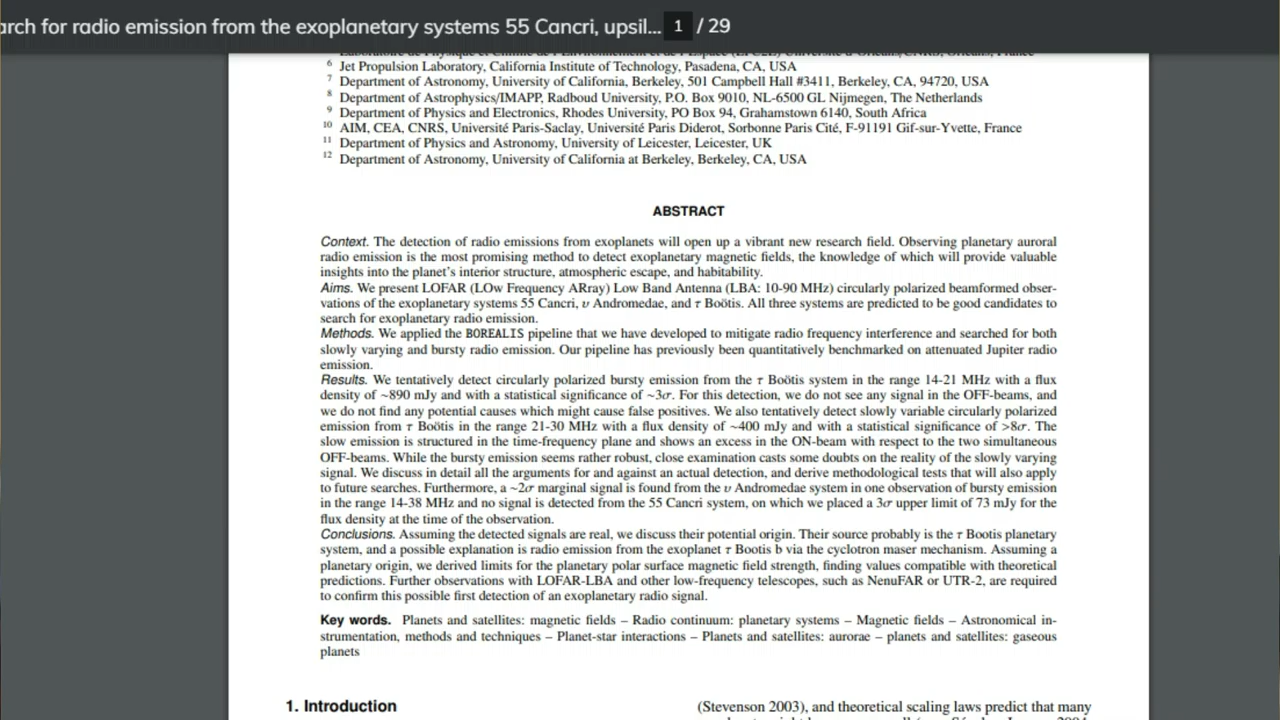 arch for radio emission from the exoplanetary systems 55 Cancri, upsil... 1 / 29
Laboratoire de Physique et Chimie de l'Environnement et de l'Espace (LPC2E) Université d'Orléans/CNRS, Orléans, France
6 Jet Propulsion Laboratory, California Institute of Technology, Pasadena, CA, USA
7 Department of Astronomy, University of California, Berkeley, 501 Campbell Hall #3411, Berkeley, CA, 94720, USA
8 Department of Astrophysics/IMAPP, Radboud University, P.O. Box 9010, NL-6500 GL Nijmegen, The Netherlands
9 Department of Physics and Electronics, Rhodes University, PO Box 94, Grahamstown 6140, South Africa
10 AIM, CEA, CNRS, Université Paris-Saclay, Université Paris Diderot, Sorbonne Paris Cité, F-91191 Gif-sur-Yvette, France
11 Department of Physics and Astronomy, University of Leicester, Leicester, UK
12 Department of Astronomy, University of California at Berkeley, Berkeley, CA, USA
ABSTRACT
Context. The detection of radio emissions from exoplanets will open up a vibrant new research field. Observing planetary auroral
radio emission is the most promising method to detect exoplanetary magnetic fields, the knowledge of which will provide valuable
insights into the planet's interior structure, atmospheric escape, and habitability.
Aims. We present LOFAR (LOw Frequency ARray) Low Band Antenna (LBA: 10-90 MHz) circularly polarized beamformed obser-
vations of the exoplanetary systems 55 Cancri, υ Andromedae, and τ Boötis. All three systems are predicted to be good candidates to
search for exoplanetary radio emission.
Methods. We applied the BOREALIS pipeline that we have developed to mitigate radio frequency interference and searched for both
slowly varying and bursty radio emission. Our pipeline has previously been quantitatively benchmarked on attenuated Jupiter radio
emission.
Results. We tentatively detect circularly polarized bursty emission from the τ Boötis system in the range 14-21 MHz with a flux
density of ~890 mJy and with a statistical significance of ~3σ. For this detection, we do not see any signal in the OFF-beams, and
we do not find any potential causes which might cause false positives. We also tentatively detect slowly variable circularly polarized
emission from τ Boötis in the range 21-30 MHz with a flux density of ~400 mJy and with a statistical significance of >8σ. The
slow emission is structured in the time-frequency plane and shows an excess in the ON-beam with respect to the two simultaneous
OFF-beams. While the bursty emission seems rather robust, close examination casts some doubts on the reality of the slowly varying
signal. We discuss in detail all the arguments for and against an actual detection, and derive methodological tests that will also apply
to future searches. Furthermore, a ~2σ marginal signal is found from the υ Andromedae system in one observation of bursty emission
in the range 14-38 MHz and no signal is detected from the 55 Cancri system, on which we placed a 3σ upper limit of 73 mJy for the
flux density at the time of the observation.
Conclusions. Assuming the detected signals are real, we discuss their potential origin. Their source probably is the τ Bootis planetary
system, and a possible explanation is radio emission from the exoplanet τ Bootis b via the cyclotron maser mechanism. Assuming a
planetary origin, we derived limits for the planetary polar surface magnetic field strength, finding values compatible with theoretical
predictions. Further observations with LOFAR-LBA and other low-frequency telescopes, such as NenuFAR or UTR-2, are required
to confirm this possible first detection of an exoplanetary radio signal.
Key words. Planets and satellites: magnetic fields – Radio continuum: planetary systems – Magnetic fields – Astronomical in-
strumentation, methods and techniques – Planet-star interactions – Planets and satellites: aurorae – planets and satellites: gaseous
planets
1. Introduction
(Stevenson 2003), and theoretical scaling laws predict that many